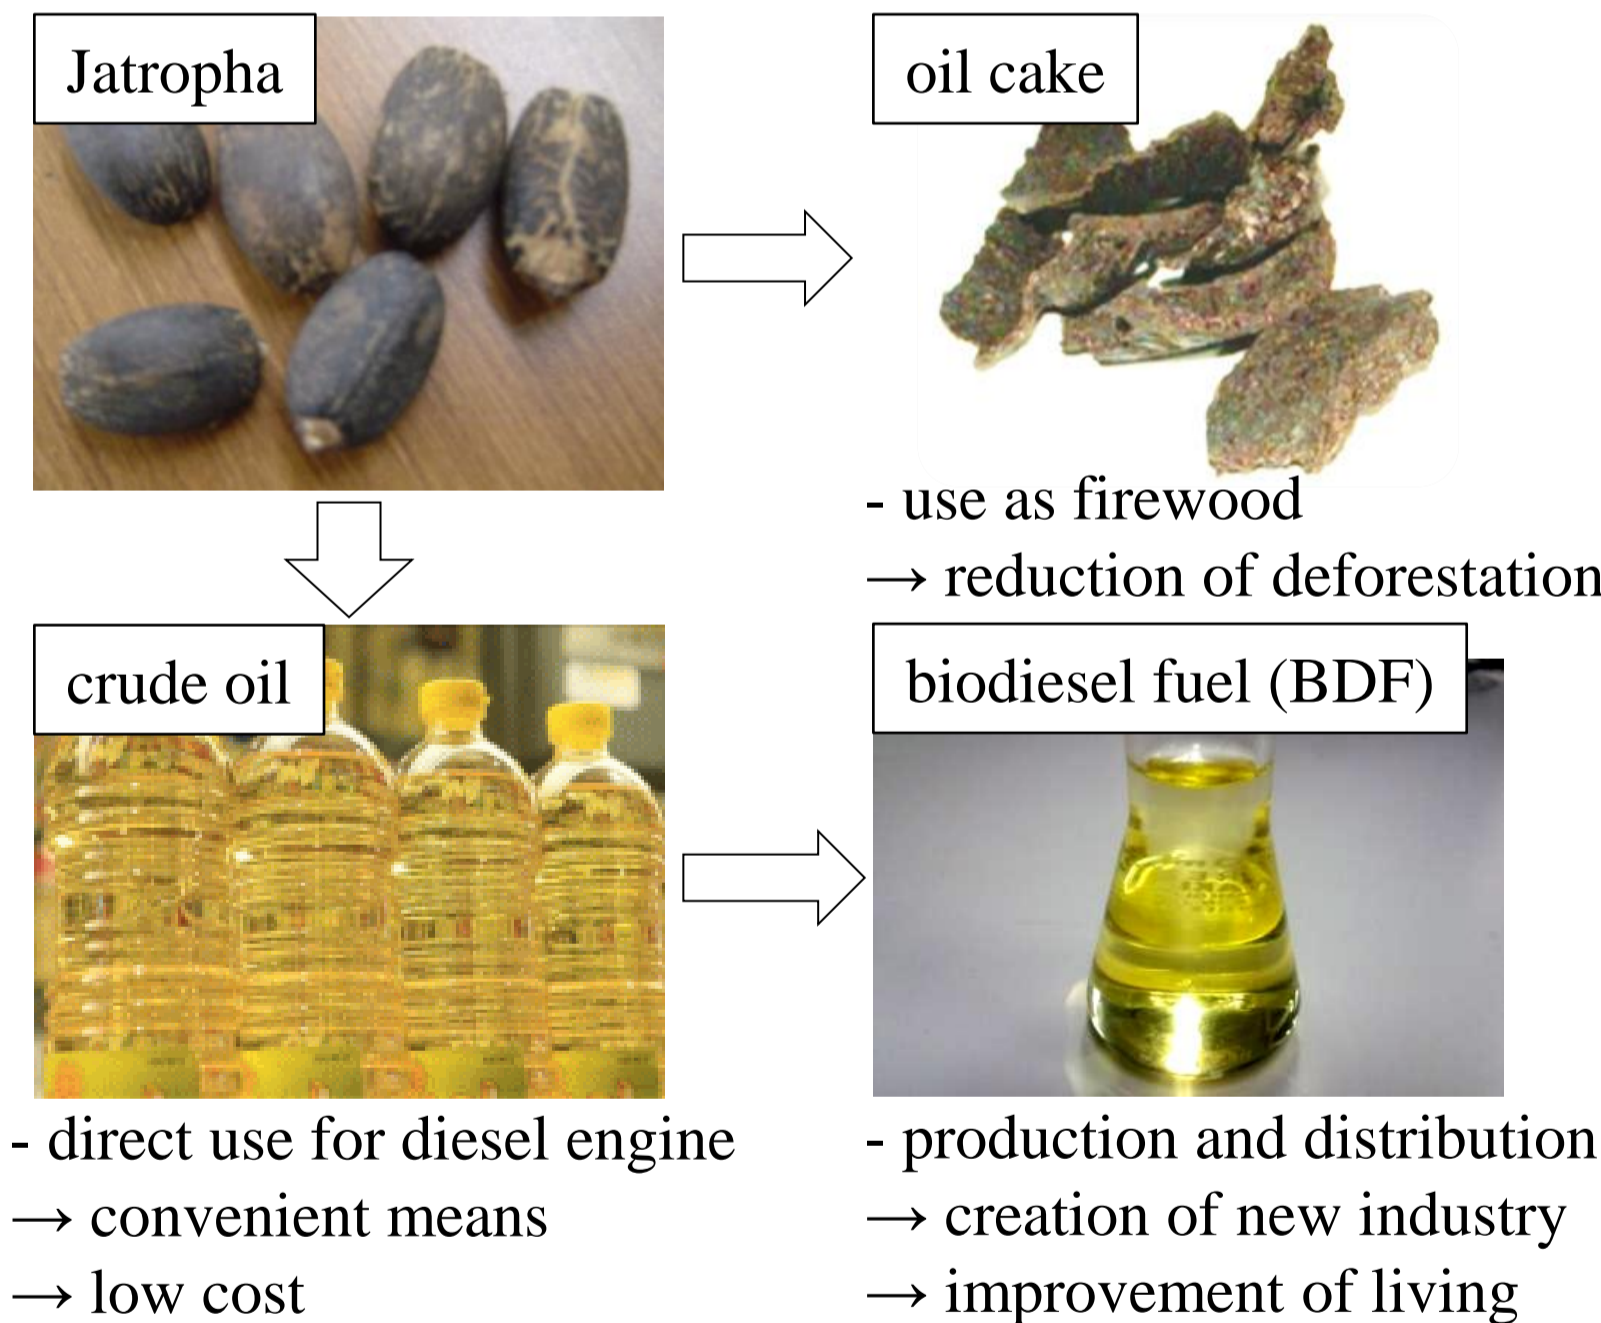 Jatropha
oil cake
- use as firewood
→ reduction of deforestation
crude oil
biodiesel fuel (BDF)
- direct use for diesel engine
→ convenient means
→ low cost
- production and distribution
→ creation of new industry
→ improvement of living